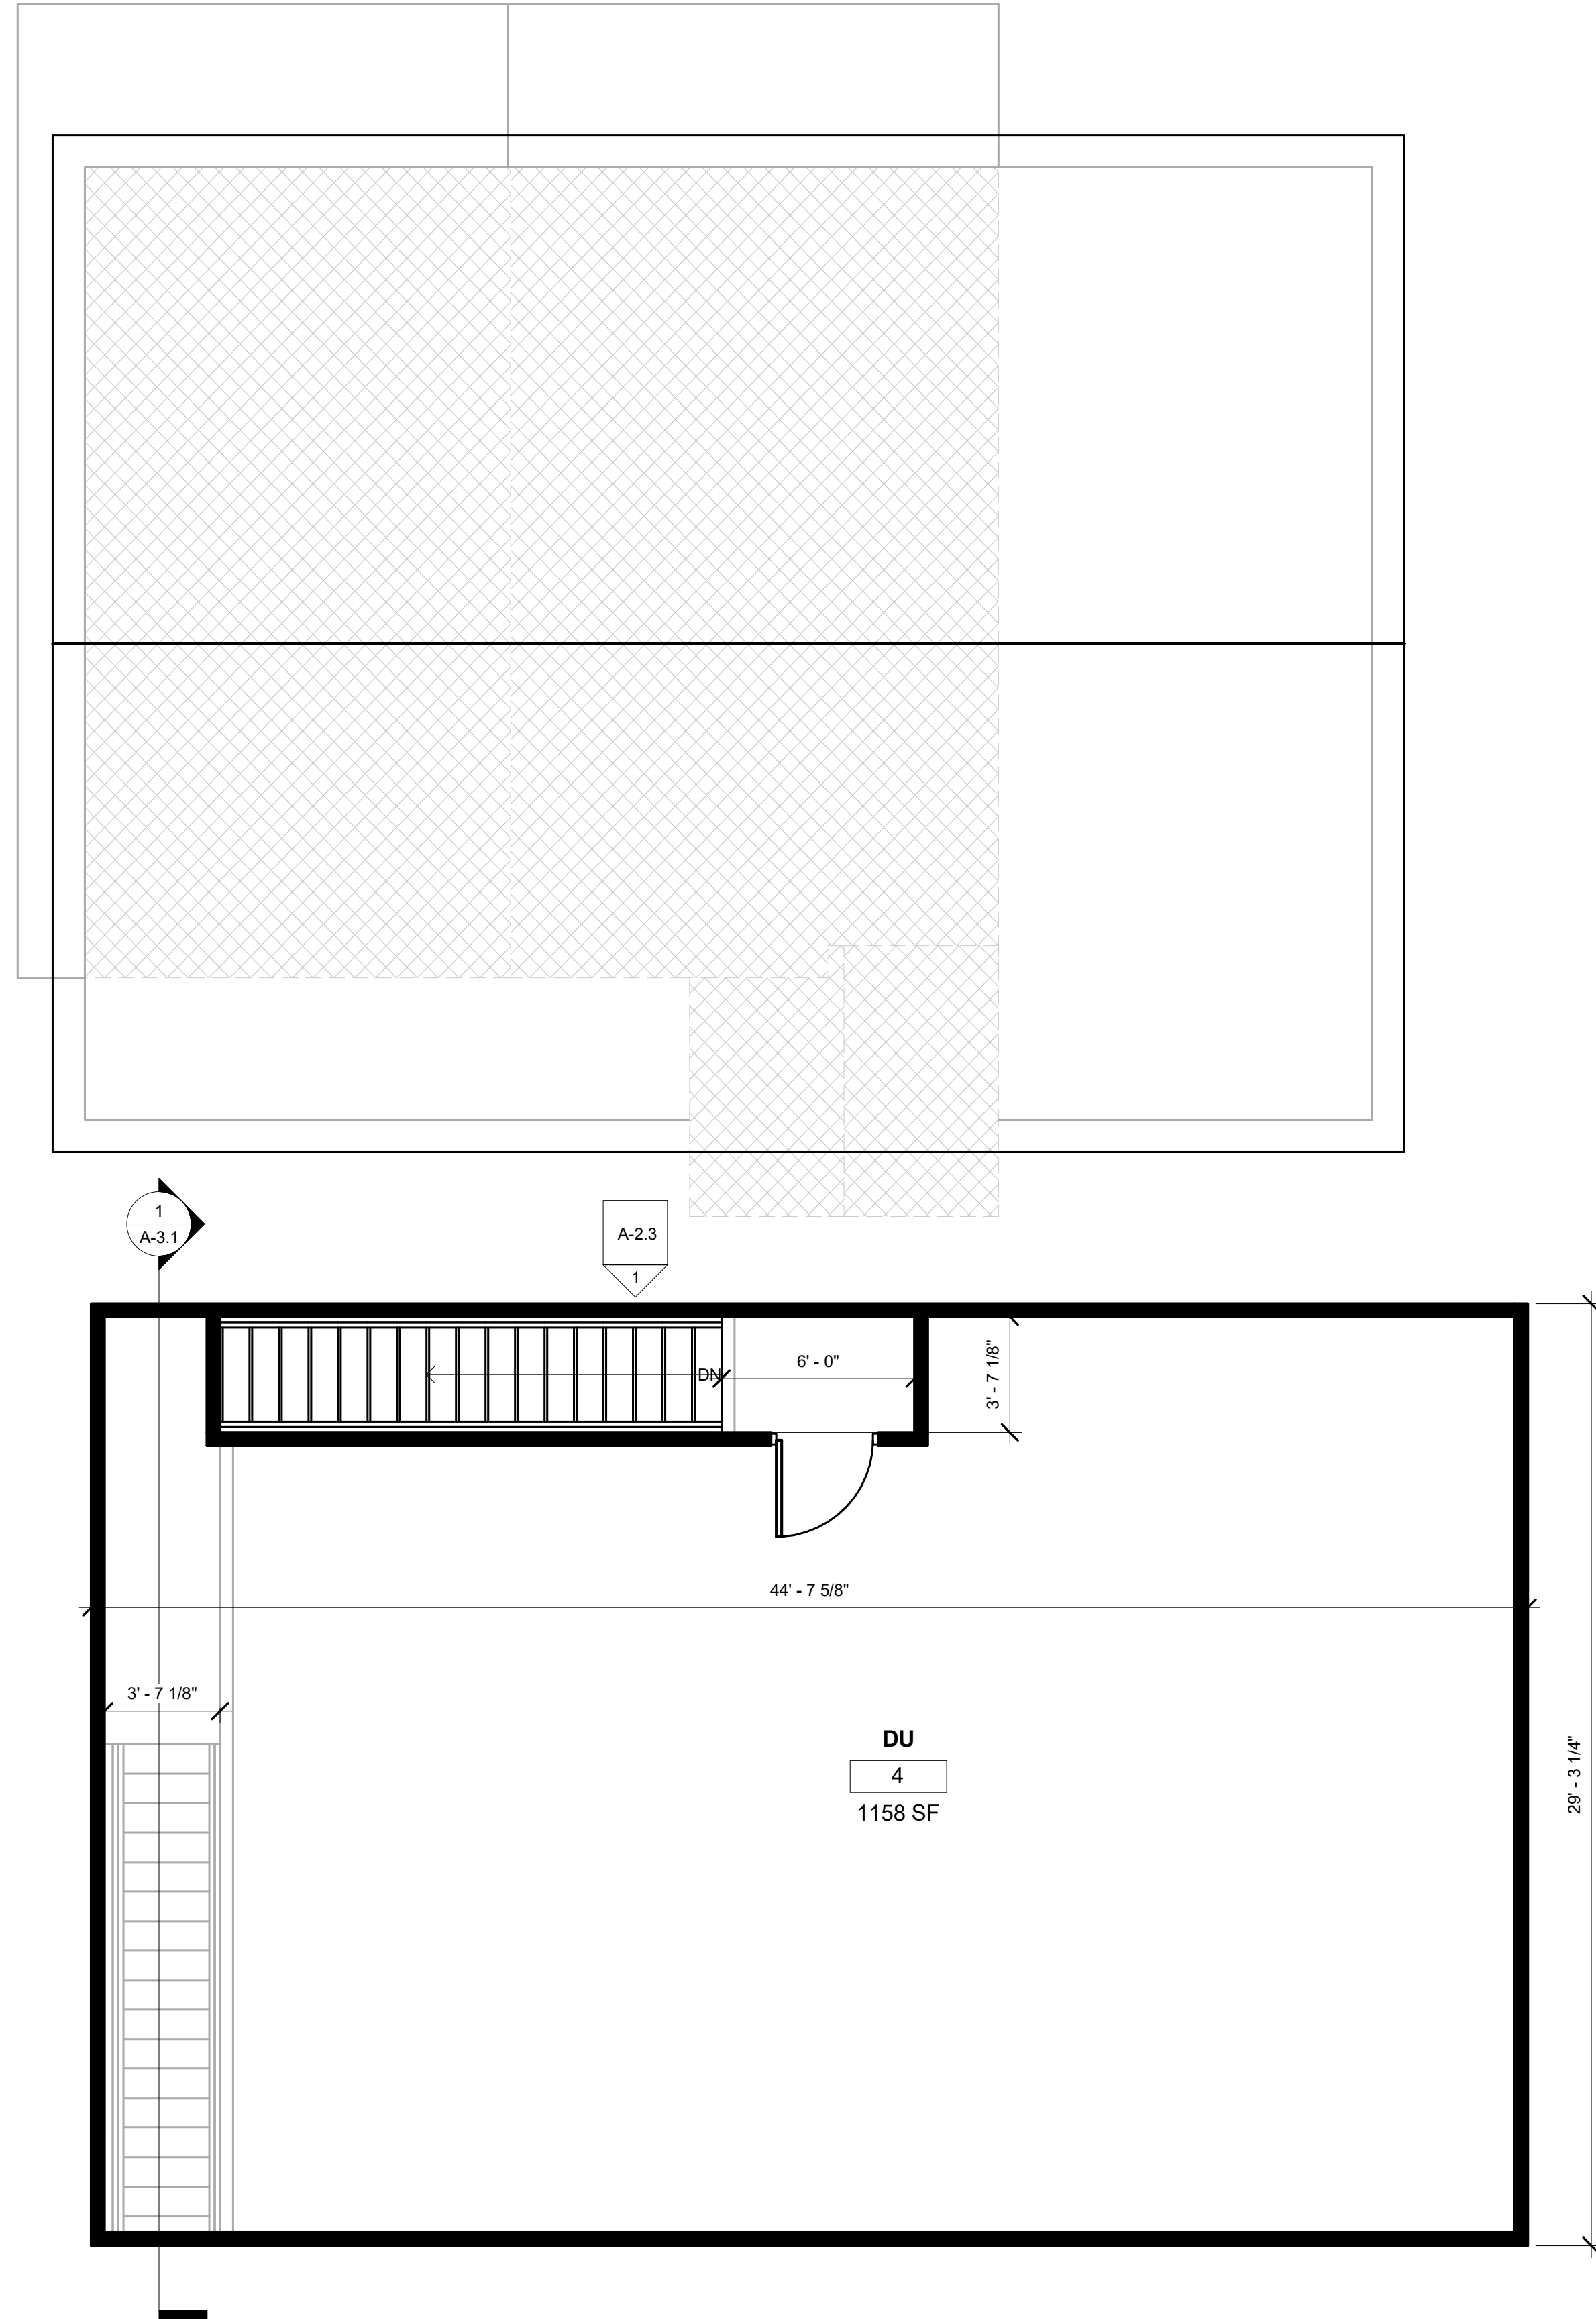 1
A-3.1
A-2.3
1
DN
6' - 0"
3' - 7 1/8"
44' - 7 5/8"
3' - 7 1/8"
DU
4
1158 SF
29' - 3 1/4"